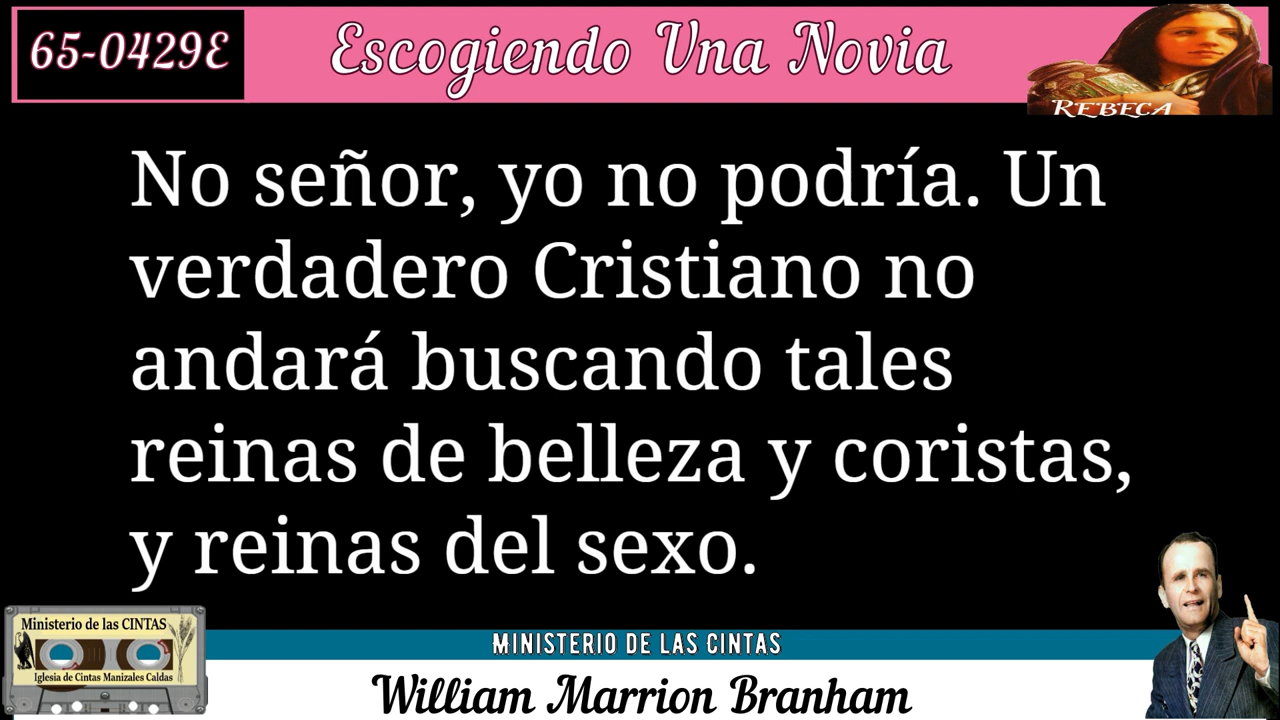 65-0429E
Escogiendo Una Novia
REBECA
No señor, yo no podría. Un
verdadero Cristiano no
andará buscando tales
reinas de belleza y coristas,
y reinas del sexo.
Ministerio de las CINTAS
Iglesia de Cintas Manizales Caldas
MINISTERIO DE LAS CINTAS
William Marrion Branham